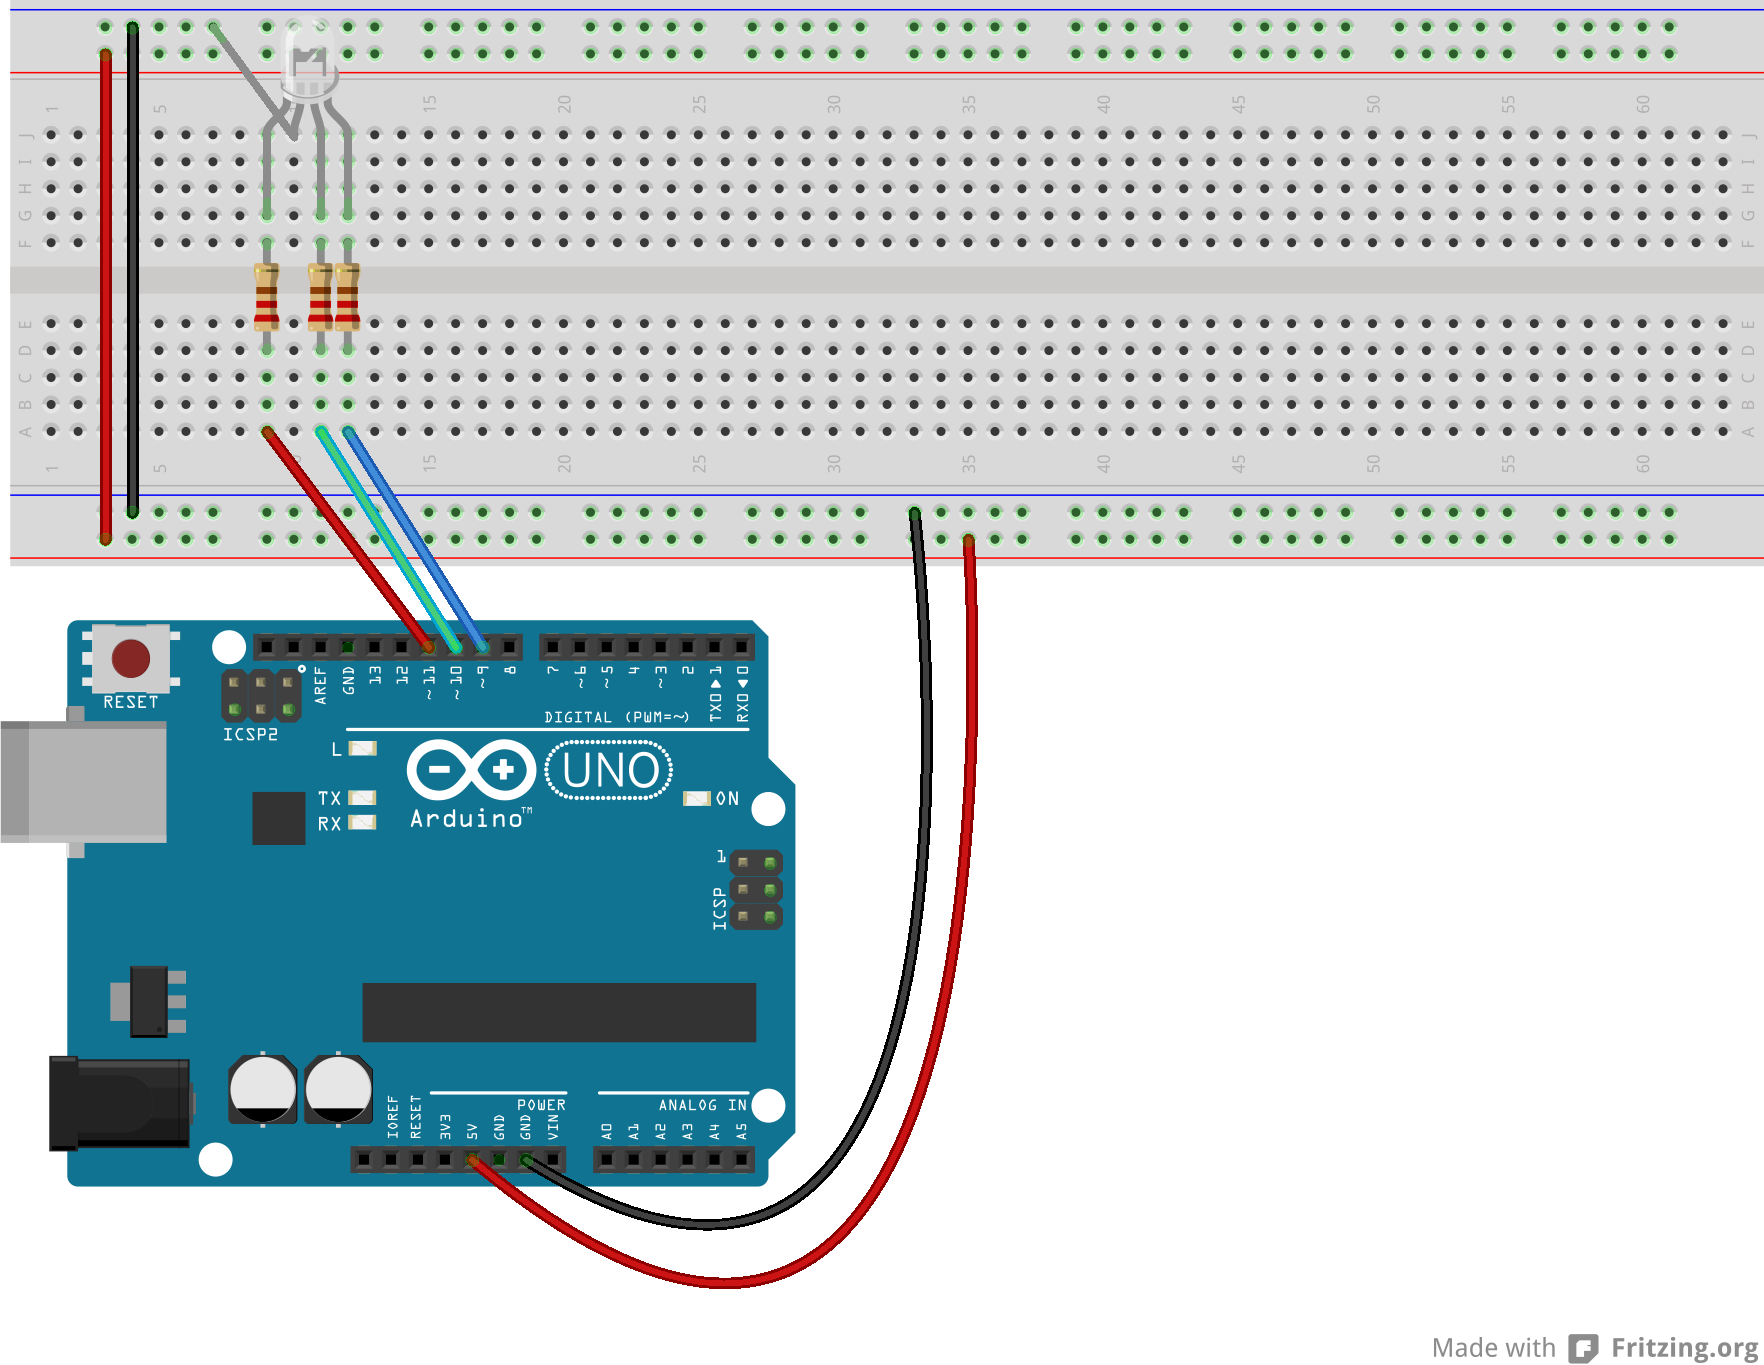 1 5 15 20 25 30 35 40 45 50 55 60
J J
I I
H H
G G
F F
E E
D D
C C
B B
A A
1 5 15 20 25 30 35 40 45 50 55 60
RESET
ICSP2
AREF
GND
13
12
~11
~10
~9
8
7
~6
~5
4
~3
2
TX0▶1
RX0◀0
DIGITAL (PWM=~)
L
TX
RX
UNO
Arduino™
ON
1
ICSP
IOREF
RESET
3V3
5V
GND
GND
VIN
POWER
ANALOG IN
A0
A1
A2
A3
A4
A5
Made with Fritzing.org